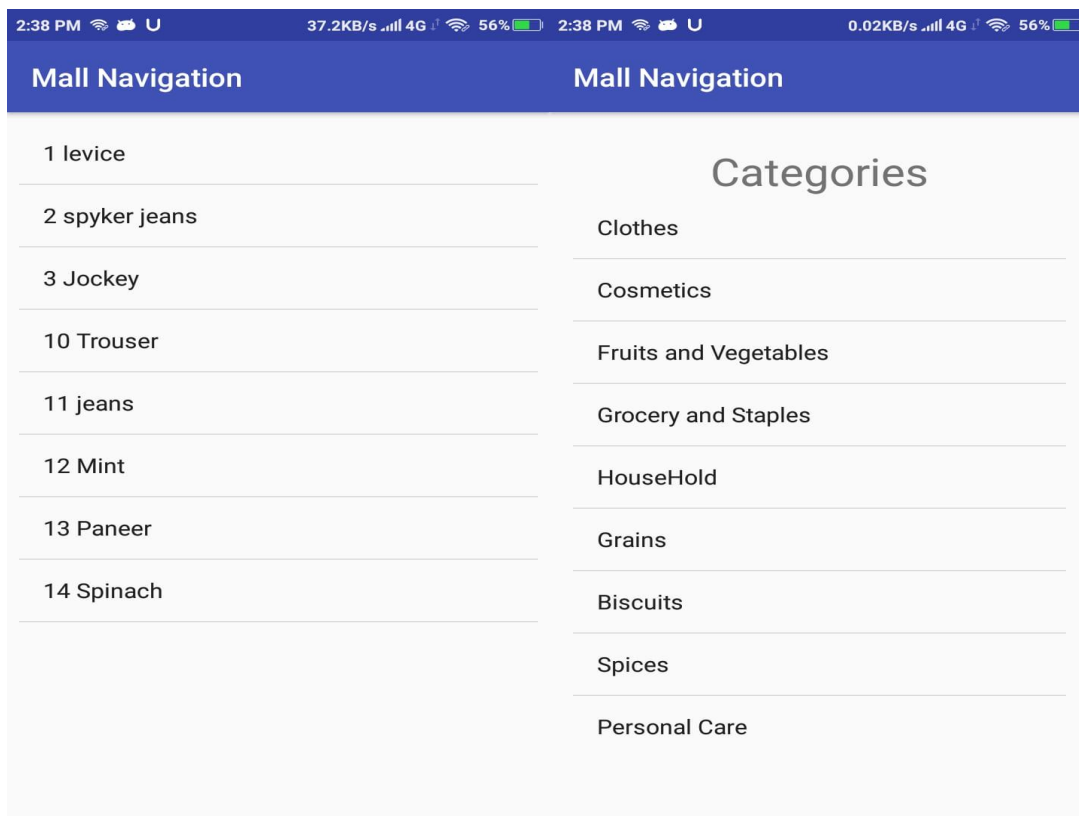 2:38 PM U 37.2KB/s 4G 56%
Mall Navigation
1 levice
2 spyker jeans
3 Jockey
10 Trouser
11 jeans
12 Mint
13 Paneer
14 Spinach
2:38 PM U 0.02KB/s 4G 56%
Mall Navigation
Categories
Clothes
Cosmetics
Fruits and Vegetables
Grocery and Staples
HouseHold
Grains
Biscuits
Spices
Personal Care